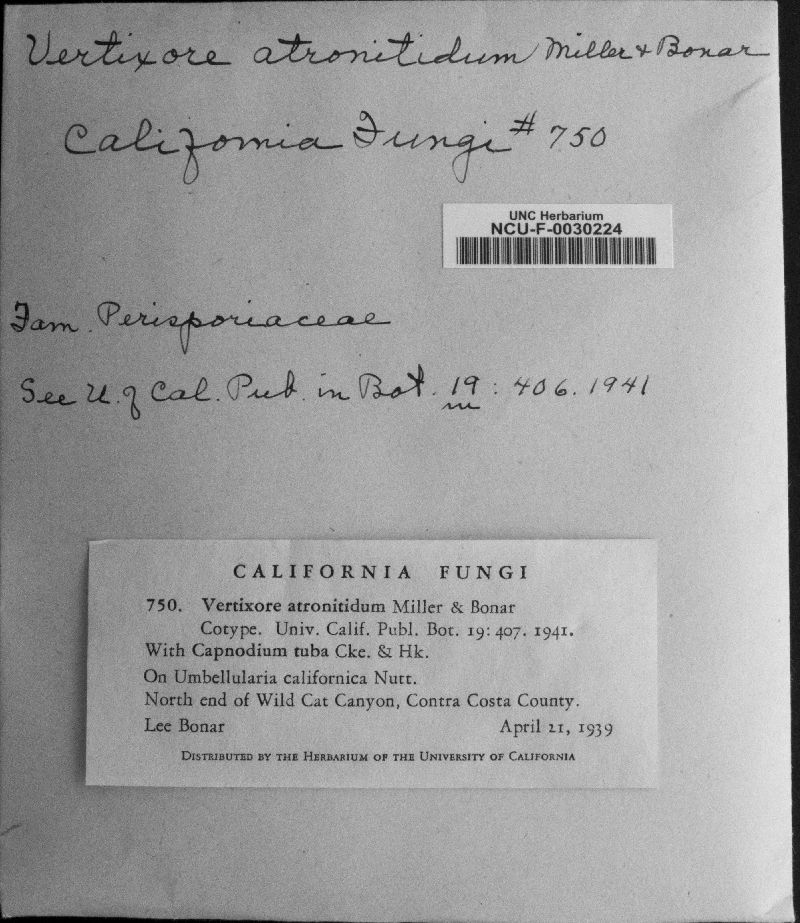 Vertixore atronitidum Miller & Bonar
California Fungi # 750
UNC Herbarium
NCU-F-0030224
Fam. Perisporiaceae
See U. of Cal. Pub. in Bot. 19: 406. 1941
CALIFORNIA FUNGI
750. Vertixore atronitidum Miller & Bonar
Cotype. Univ. Calif. Publ. Bot. 19: 407. 1941.
With Capnodium tuba Cke. & Hk.
On Umbellularia californica Nutt.
North end of Wild Cat Canyon, Contra Costa County.
Lee Bonar April 21, 1939
DISTRIBUTED BY THE HERBARIUM OF THE UNIVERSITY OF CALIFORNIA